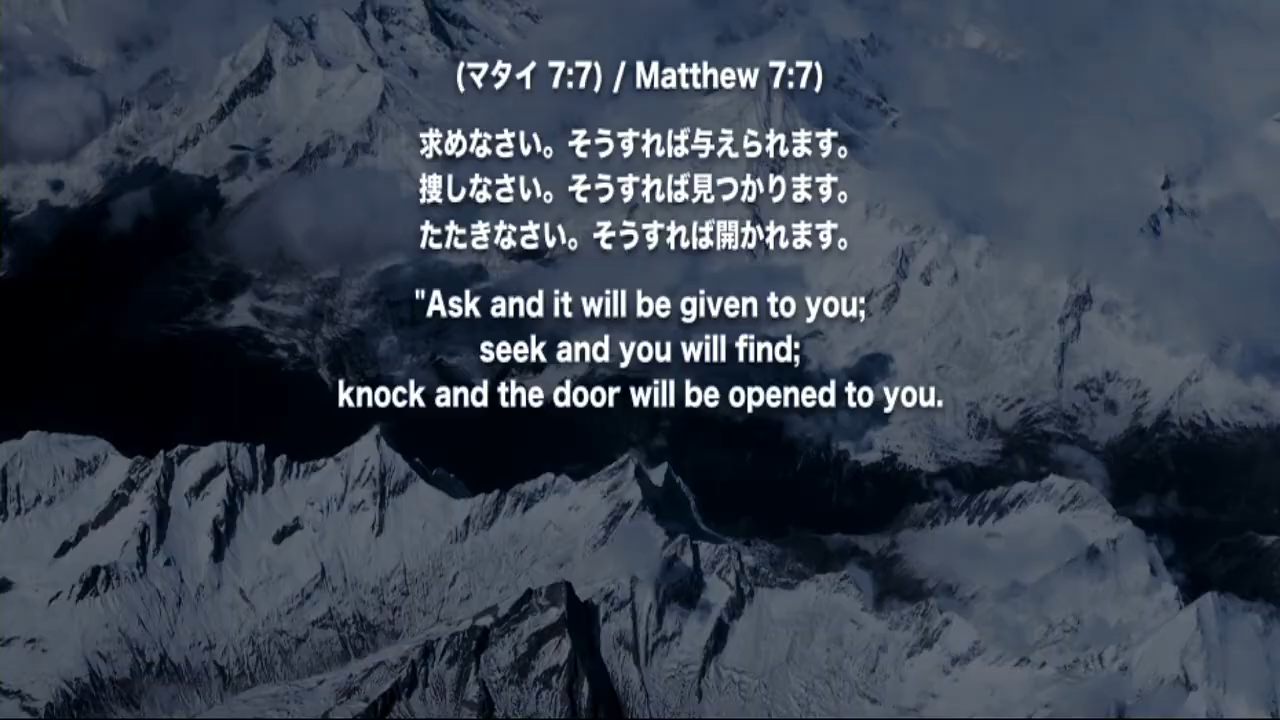 (マタイ 7:7) / Matthew 7:7)
求めなさい。そうすれば与えられます。
捜しなさい。そうすれば見つかります。
たたきなさい。そうすれば開かれます。
"Ask and it will be given to you;
seek and you will find;
knock and the door will be opened to you.